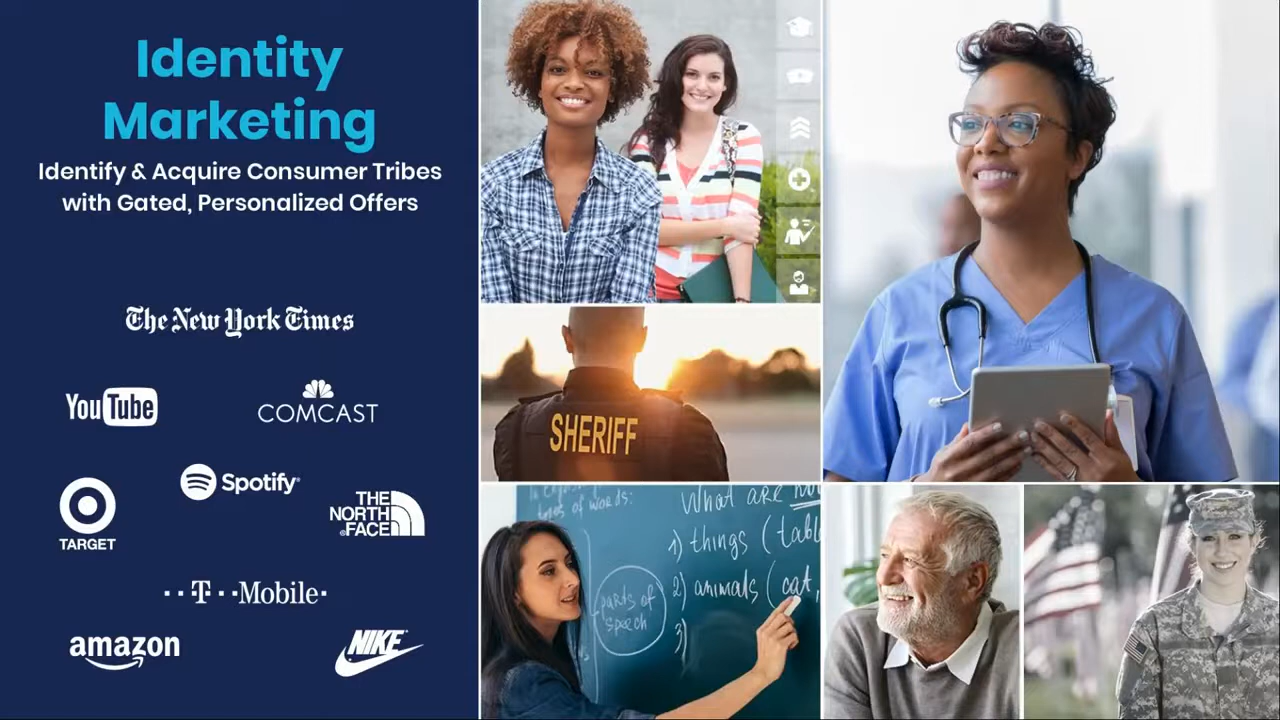 Identity
Marketing
Identify & Acquire Consumer Tribes
with Gated, Personalized Offers
The New York Times
YouTube
COMCAST
Spotify
TARGET
THE
NORTH
FACE
T Mobile
amazon
NIKE
SHERIFF
types of words:
What are
1) things (tabl
2) animals (cat,
3)
parts of
speech